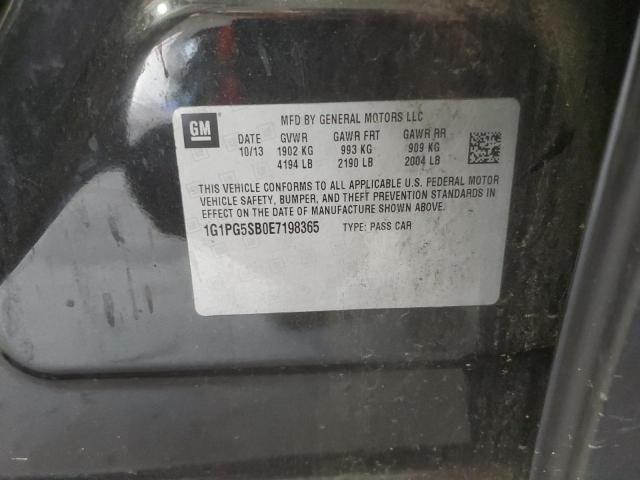 GM
MFD BY GENERAL MOTORS LLC
DATE GVWR GAWR FRT GAWR RR
10/13 1902 KG 993 KG 909 KG
4194 LB 2190 LB 2004 LB
THIS VEHICLE CONFORMS TO ALL APPLICABLE U.S. FEDERAL MOTOR
VEHICLE SAFETY, BUMPER, AND THEFT PREVENTION STANDARDS IN
EFFECT ON THE DATE OF MANUFACTURE SHOWN ABOVE.
1G1PG5SB0E7198365 TYPE: PASS CAR